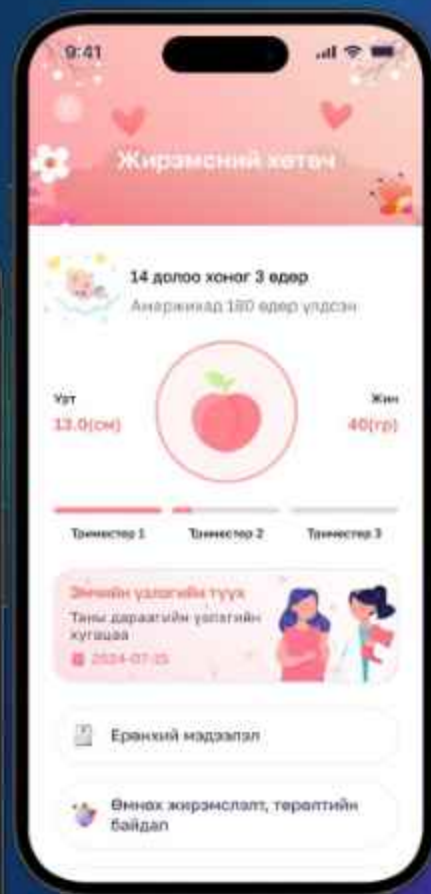 9:41
Жирэмсний хөтөч
14 долоо хоног 3 өдөр
Амаржихад 180 өдөр үлдсэн
Урт
Жин
13.0(см)
40(гр)
Триместер 1
Триместер 2
Триместер 3
Эмчийн үзлэгийн түүх
Таны дараагийн үзлэгийн
хугацаа
2024-07-25
Ерөнхий мэдээлэл
Өмнөх жирэмслэлт, төрөлтийн
байдал